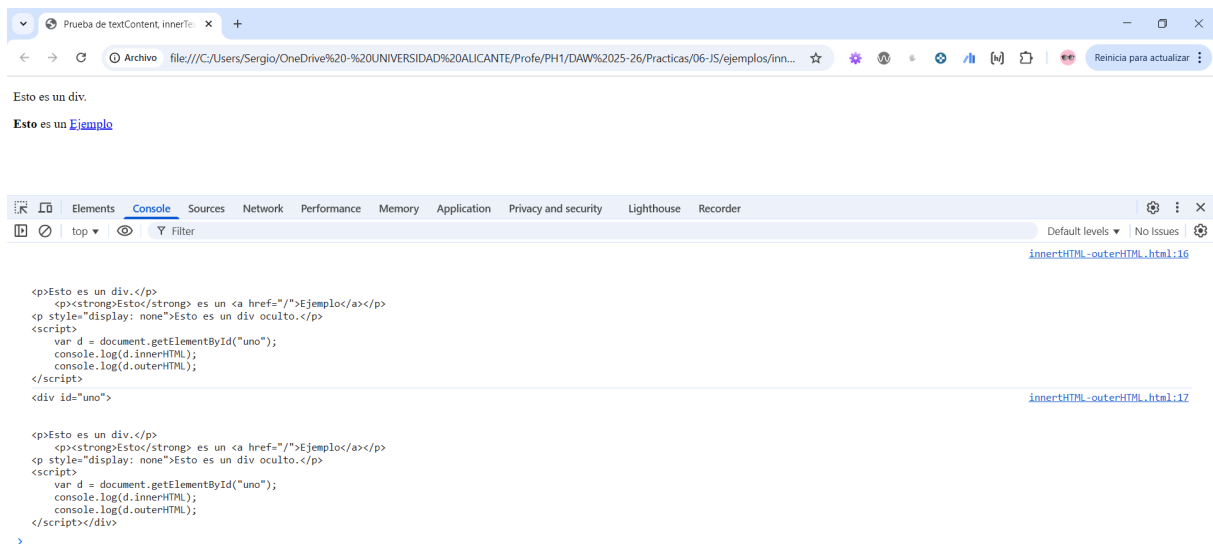 Prueba de textContent, innerTe
Archivo file:///C:/Users/Sergio/OneDrive%20-%20UNIVERSIDAD%20ALICANTE/Profe/PH1/DAW%2025-26/Practicas/06-JS/ejemplos/inn... Reinicia para actualizar
Esto es un div.
Esto es un Ejemplo
Elements Console Sources Network Performance Memory Application Privacy and security Lighthouse Recorder
top Filter Default levels No Issues
innertHTML-outerHTML.html:16
<p>Esto es un div.</p>
<p><strong>Esto</strong> es un <a href="/">Ejemplo</a></p>
<p style="display: none">Esto es un div oculto.</p>
<script>
var d = document.getElementById("uno");
console.log(d.innerHTML);
console.log(d.outerHTML);
</script>
<div id="uno"> innertHTML-outerHTML.html:17
<p>Esto es un div.</p>
<p><strong>Esto</strong> es un <a href="/">Ejemplo</a></p>
<p style="display: none">Esto es un div oculto.</p>
<script>
var d = document.getElementById("uno");
console.log(d.innerHTML);
console.log(d.outerHTML);
</script></div>